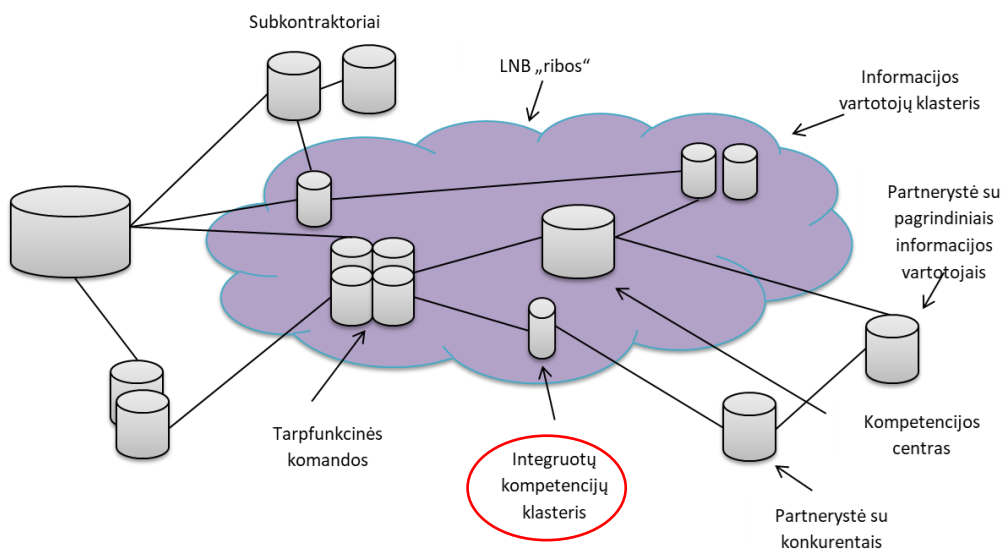 Subkontraktoriai
LNB „ribos“
Informacijos
vartotojų klasteris
Partnerystė su
pagrindiniais
informacijos
vartotojais
Tarpfunkcinės
komandos
Integruotų
kompetencijų
klasteris
Kompetencijos
centras
Partnerystė su
konkurentais